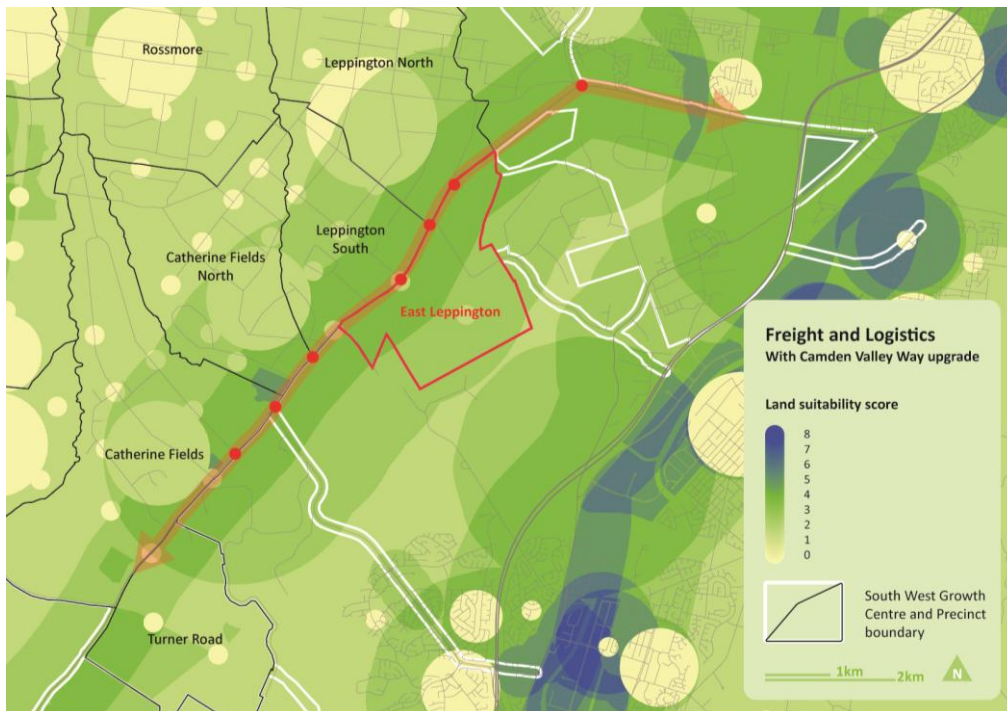 Rossmore
Leppington North
Leppington
South
Catherine Fields
North
East Leppington
Catherine Fields
Turner Road
Freight and Logistics
With Camden Valley Way upgrade
Land suitability score
8
7
6
5
4
3
2
1
0
South West Growth
Centre and Precinct
boundary
1km
2km
N